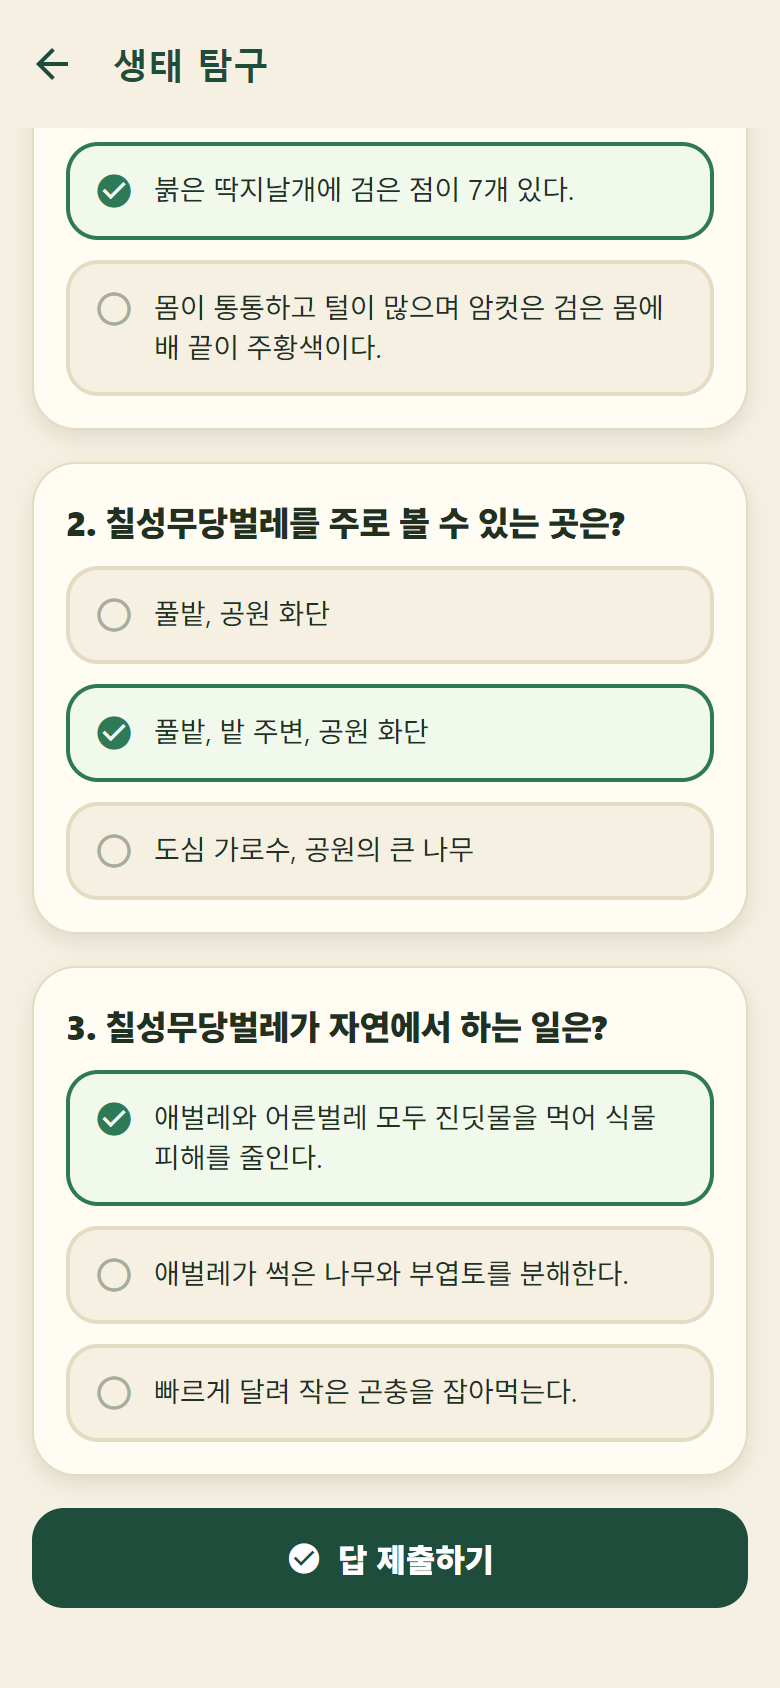 생태 탐구
붉은 딱지날개에 검은 점이 7개 있다.
몸이 통통하고 털이 많으며 암컷은 검은 몸에
배 끝이 주황색이다.
2. 칠성무당벌레를 주로 볼 수 있는 곳은?
풀밭, 공원 화단
풀밭, 밭 주변, 공원 화단
도심 가로수, 공원의 큰 나무
3. 칠성무당벌레가 자연에서 하는 일은?
애벌레와 어른벌레 모두 진딧물을 먹어 식물
피해를 줄인다.
애벌레가 썩은 나무와 부엽토를 분해한다.
빠르게 달려 작은 곤충을 잡아먹는다.
답 제출하기